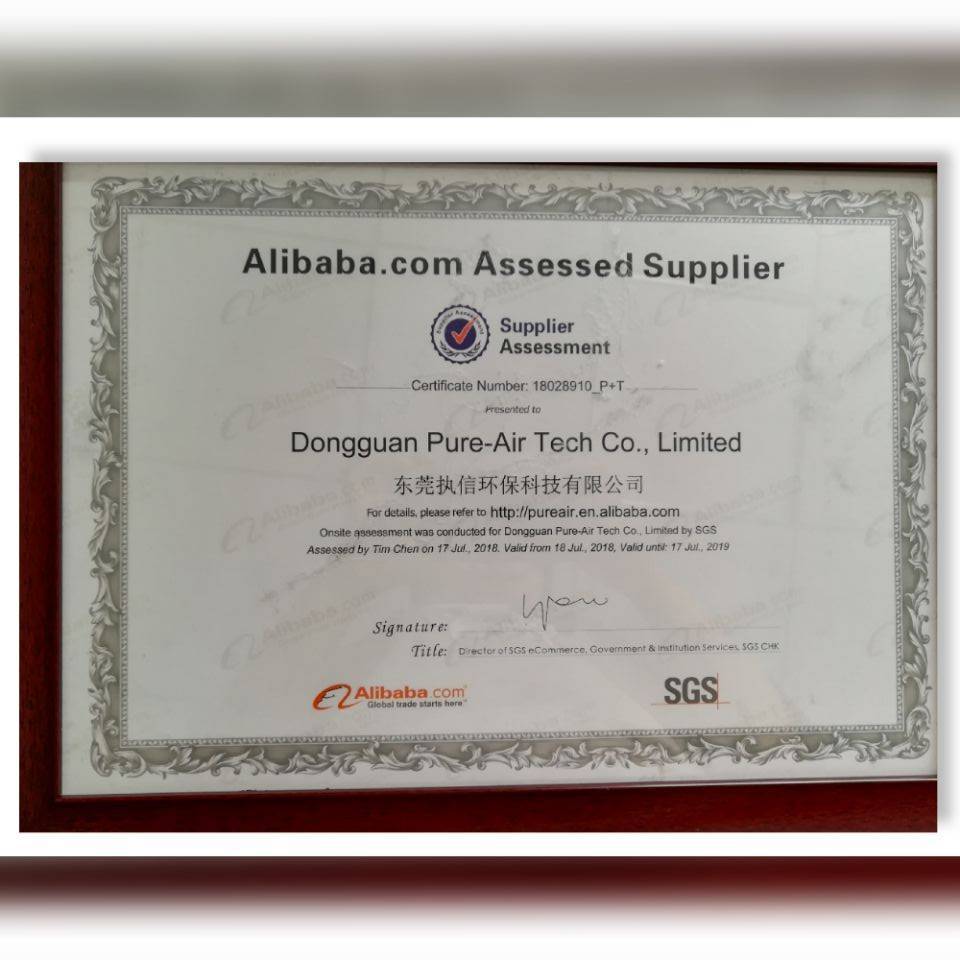 Alibaba.com Assessed Supplier
Supplier Assessment
Supplier
Assessment
Certificate Number: 18028910_P+T
Presented to
Dongguan Pure-Air Tech Co., Limited
东莞执信环保科技有限公司
For details, please refer to http://pureair.en.alibaba.com
Onsite assessment was conducted for Dongguan Pure-Air Tech Co., Limited by SGS
Assessed by Tim Chen on 17 Jul., 2018. Valid from 18 Jul., 2018, Valid until: 17 Jul., 2019
Signature:
Title: Director of SGS eCommerce, Government & Institution Services, SGS CHK
Alibaba.com®
Global trade starts here™
SGS